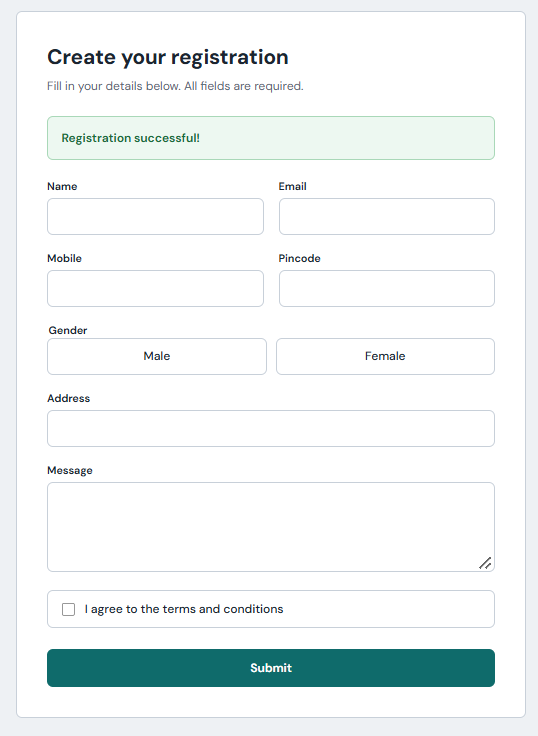 Create your registration
Fill in your details below. All fields are required.
Registration successful!
Name Email
Mobile Pincode
Gender
Male Female
Address
Message
I agree to the terms and conditions
Submit